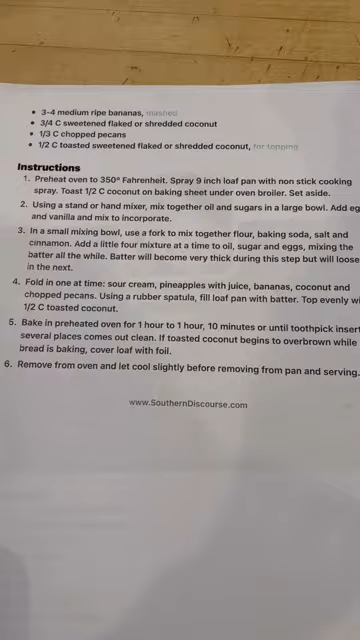 • 3-4 medium ripe bananas, mashed
• 3/4 C sweetened flaked or shredded coconut
• 1/3 C chopped pecans
• 1/2 C toasted sweetened flaked or shredded coconut, for topping
Instructions
1. Preheat oven to 350° Fahrenheit. Spray 9 inch loaf pan with non stick cooking
spray. Toast 1/2 C coconut on baking sheet under oven broiler. Set aside.
2. Using a stand or hand mixer, mix together oil and sugars in a large bowl. Add eg
and vanilla and mix to incorporate.
3. In a small mixing bowl, use a fork to mix together flour, baking soda, salt and
cinnamon. Add a little four mixture at a time to oil, sugar and eggs, mixing the
batter all the while. Batter will become very thick during this step but will loose
in the next.
4. Fold in one at time: sour cream, pineapples with juice, bananas, coconut and
chopped pecans. Using a rubber spatula, fill loaf pan with batter. Top evenly wi
1/2 C toasted coconut.
5. Bake in preheated oven for 1 hour to 1 hour, 10 minutes or until toothpick insert
several places comes out clean. If toasted coconut begins to overbrown while
bread is baking, cover loaf with foil.
6. Remove from oven and let cool slightly before removing from pan and serving.
www.SouthernDiscourse.com